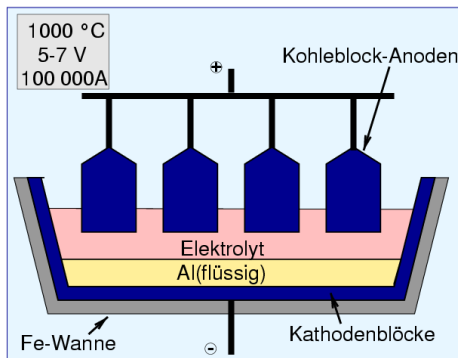 1000 °C
5-7 V
100 000A
⊕
Kohleblock-Anoden
Elektrolyt
Al(flüssig)
Fe-Wanne
⊖
Kathodenblöcke